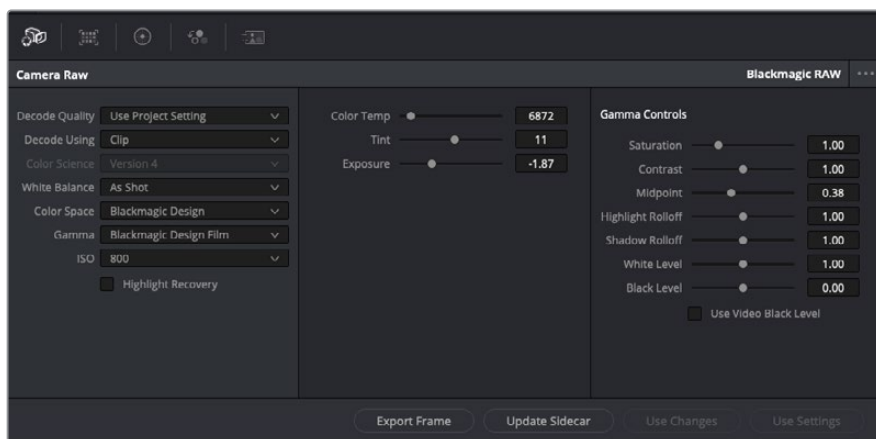 Camera Raw
Blackmagic RAW
Decode Quality Use Project Setting
Decode Using Clip
Color Science Version 4
White Balance As Shot
Color Space Blackmagic Design
Gamma Blackmagic Design Film
ISO 800
Highlight Recovery
Color Temp 6872
Tint 11
Exposure -1.87
Gamma Controls
Saturation 1.00
Contrast 1.00
Midpoint 0.38
Highlight Rolloff 1.00
Shadow Rolloff 1.00
White Level 1.00
Black Level 0.00
Use Video Black Level
Export Frame
Update Sidecar
Use Changes
Use Settings